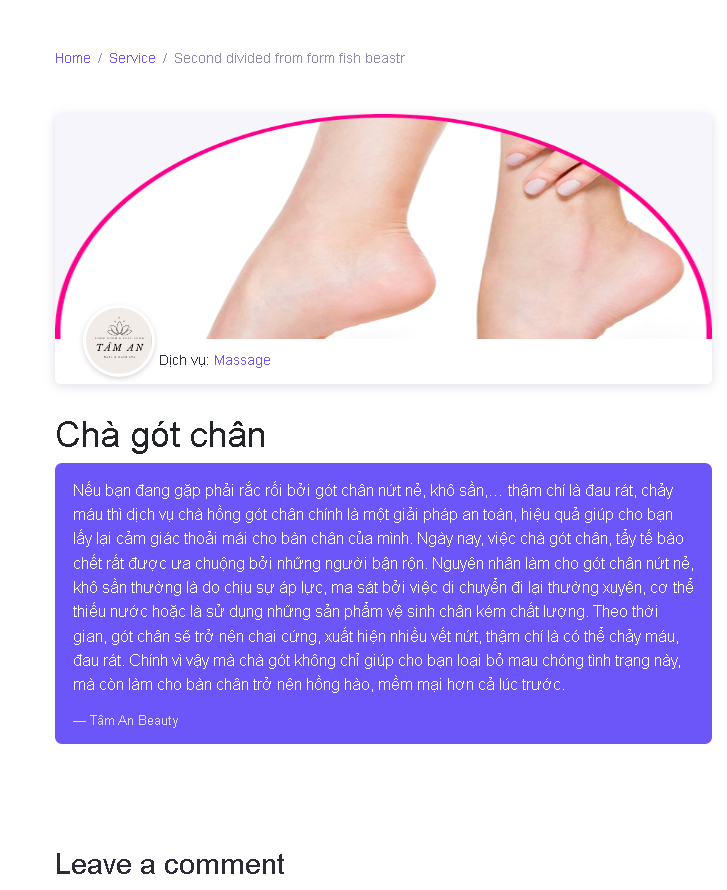 Home / Service / Second divided from form fish beastr
TÂM AN
Dịch vụ: Massage
Chà gót chân
Nếu bạn đang gặp phải rắc rối bởi gót chân nứt nẻ, khô sần,... thậm chí là đau rát, chảy
máu thì dịch vụ chà hồng gót chân chính là một giải pháp an toàn, hiệu quả giúp cho bạn
lấy lại cảm giác thoải mái cho bàn chân của mình. Ngày nay, việc chà gót chân, tẩy tế bào
chết rất được ưa chuộng bởi những người bận rộn. Nguyên nhân làm cho gót chân nứt nẻ,
khô sần thường là do chịu sự áp lực, ma sát bởi việc di chuyển đi lại thường xuyên, cơ thể
thiếu nước hoặc là sử dụng những sản phẩm vệ sinh chân kém chất lượng. Theo thời
gian, gót chân sẽ trở nên chai cứng, xuất hiện nhiều vết nứt, thậm chí là có thể chảy máu,
đau rát. Chính vì vậy mà chà gót không chỉ giúp cho bạn loại bỏ mau chóng tình trạng này,
mà còn làm cho bàn chân trở nên hồng hào, mềm mại hơn cả lúc trước.
— Tâm An Beauty
Leave a comment